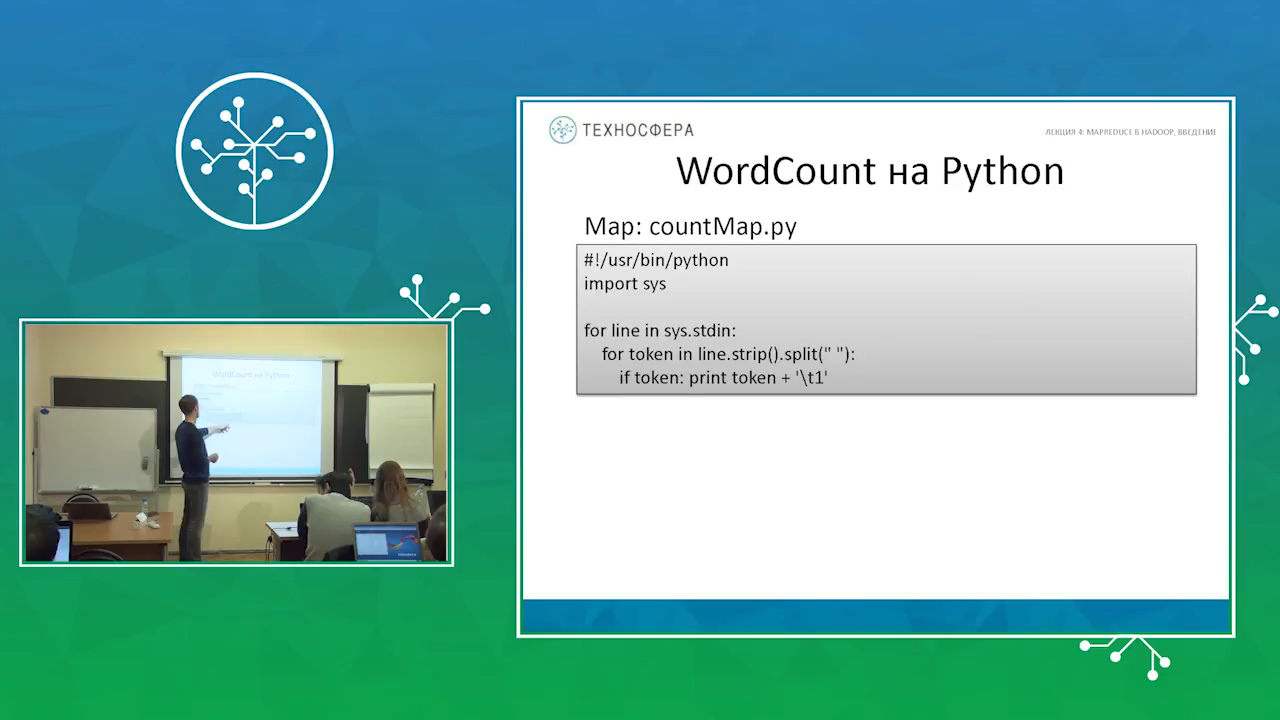 ТЕХНОСФЕРА
ЛЕКЦИЯ 4: MAPREDUCE В HADOOP, ВВЕДЕНИЕ
WordCount на Python
Map: countMap.py
#!/usr/bin/python
import sys
for line in sys.stdin:
for token in line.strip().split(" "):
if token: print token + '\t1'
WordCount на Python